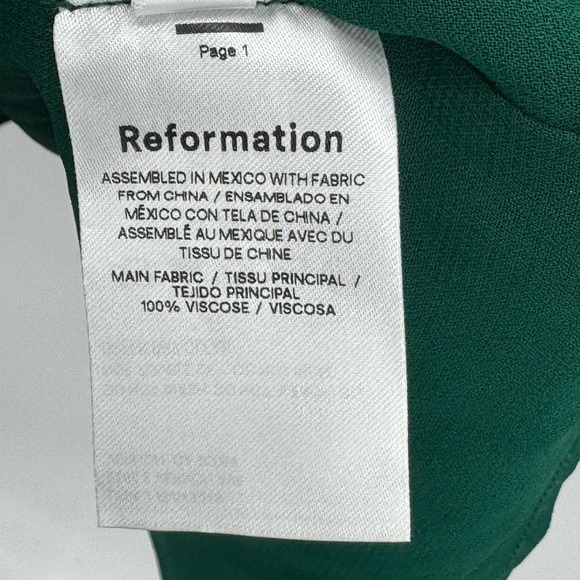 Page 1
Reformation
ASSEMBLED IN MEXICO WITH FABRIC
FROM CHINA / ENSAMBLADO EN
MÉXICO CON TELA DE CHINA /
ASSEMBLÉ AU MEXIQUE AVEC DU
TISSU DE CHINE
MAIN FABRIC / TISSU PRINCIPAL /
TEJIDO PRINCIPAL
100% VISCOSE / VISCOSA